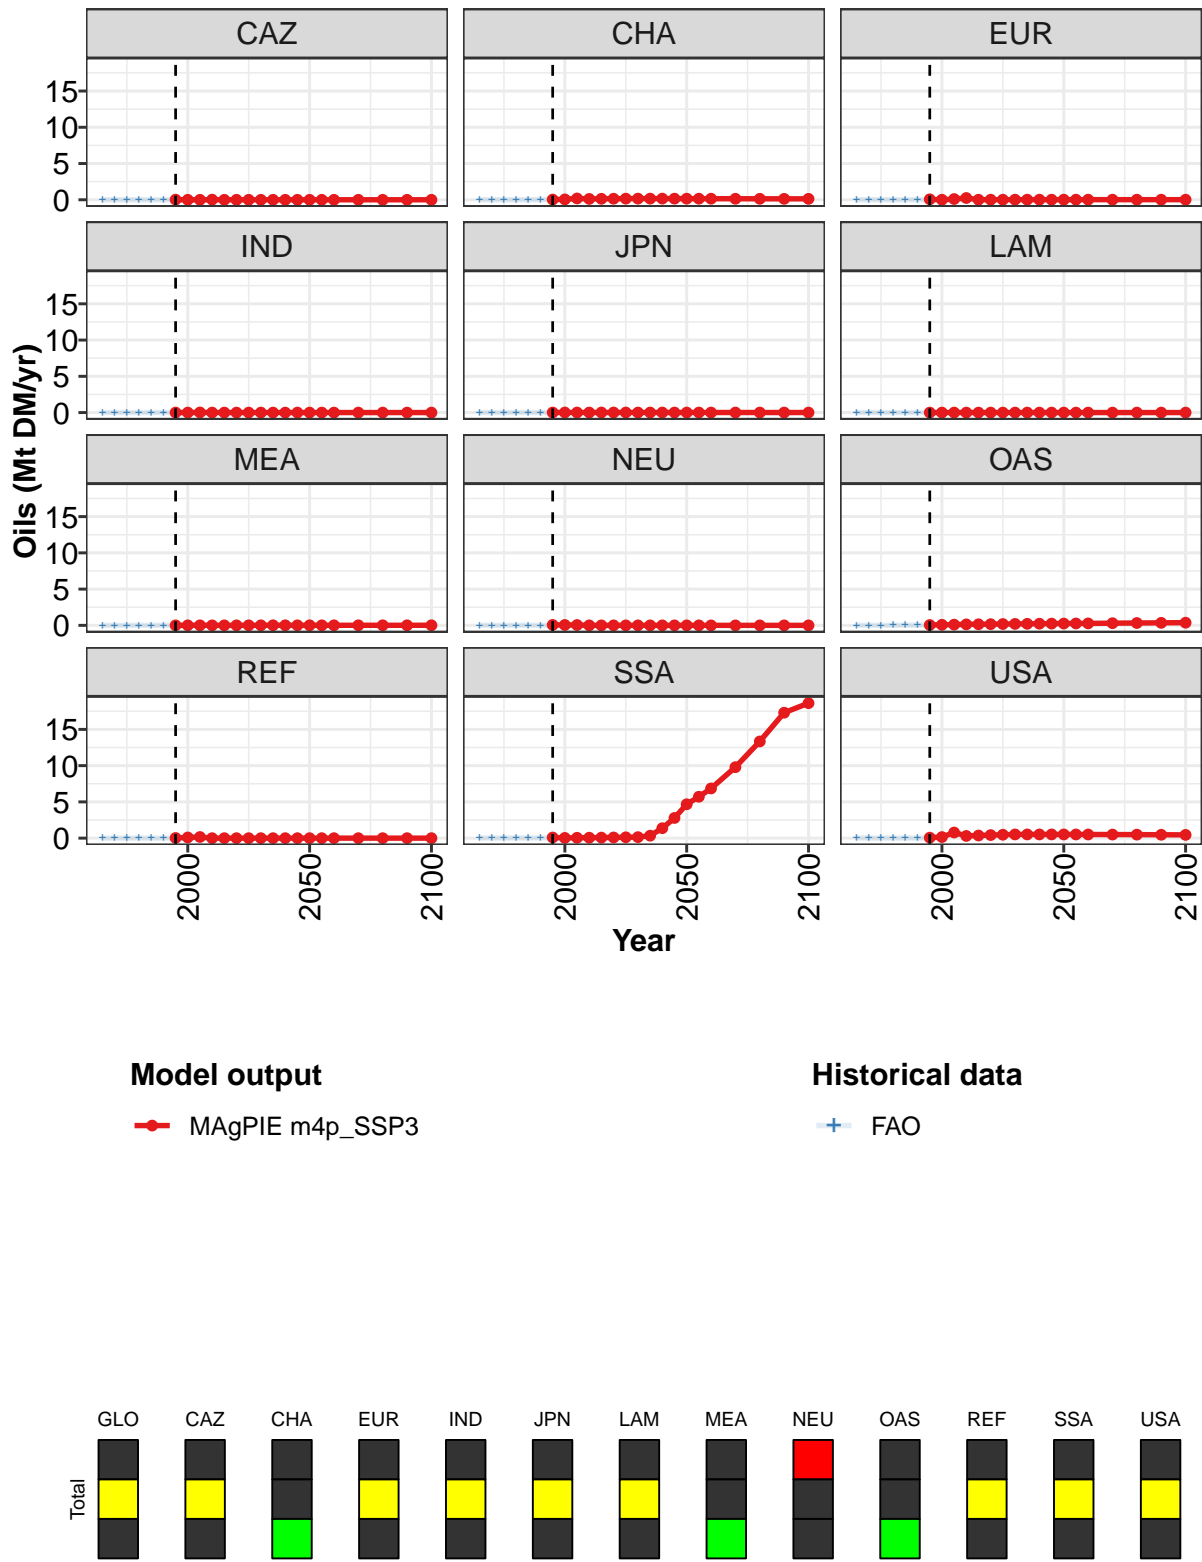 CAZ CHA EUR
15
10
5
0
IND JPN LAM
15
10
5
0
MEA NEU OAS
15
10
5
0
REF SSA USA
15
10
5
0
Oils (Mt DM/yr)
2000 2050 2100 2000 2050 2100 2000 2050 2100
Year
Model output Historical data
MAgPIE m4p_SSP3 FAO
GLO CAZ CHA EUR IND JPN LAM MEA NEU OAS REF SSA USA
Total